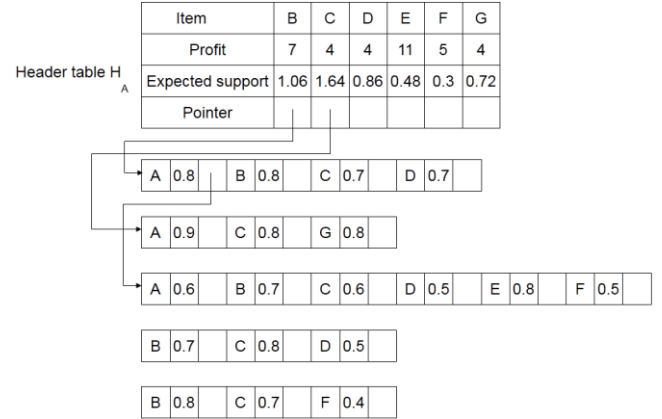 Item B C D E F G
Profit 7 4 4 11 5 4
Header table H A
Expected support 1.06 1.64 0.86 0.48 0.3 0.72
Pointer
A 0.8 B 0.8 C 0.7 D 0.7
A 0.9 C 0.8 G 0.8
A 0.6 B 0.7 C 0.6 D 0.5 E 0.8 F 0.5
B 0.7 C 0.8 D 0.5
B 0.8 C 0.7 F 0.4